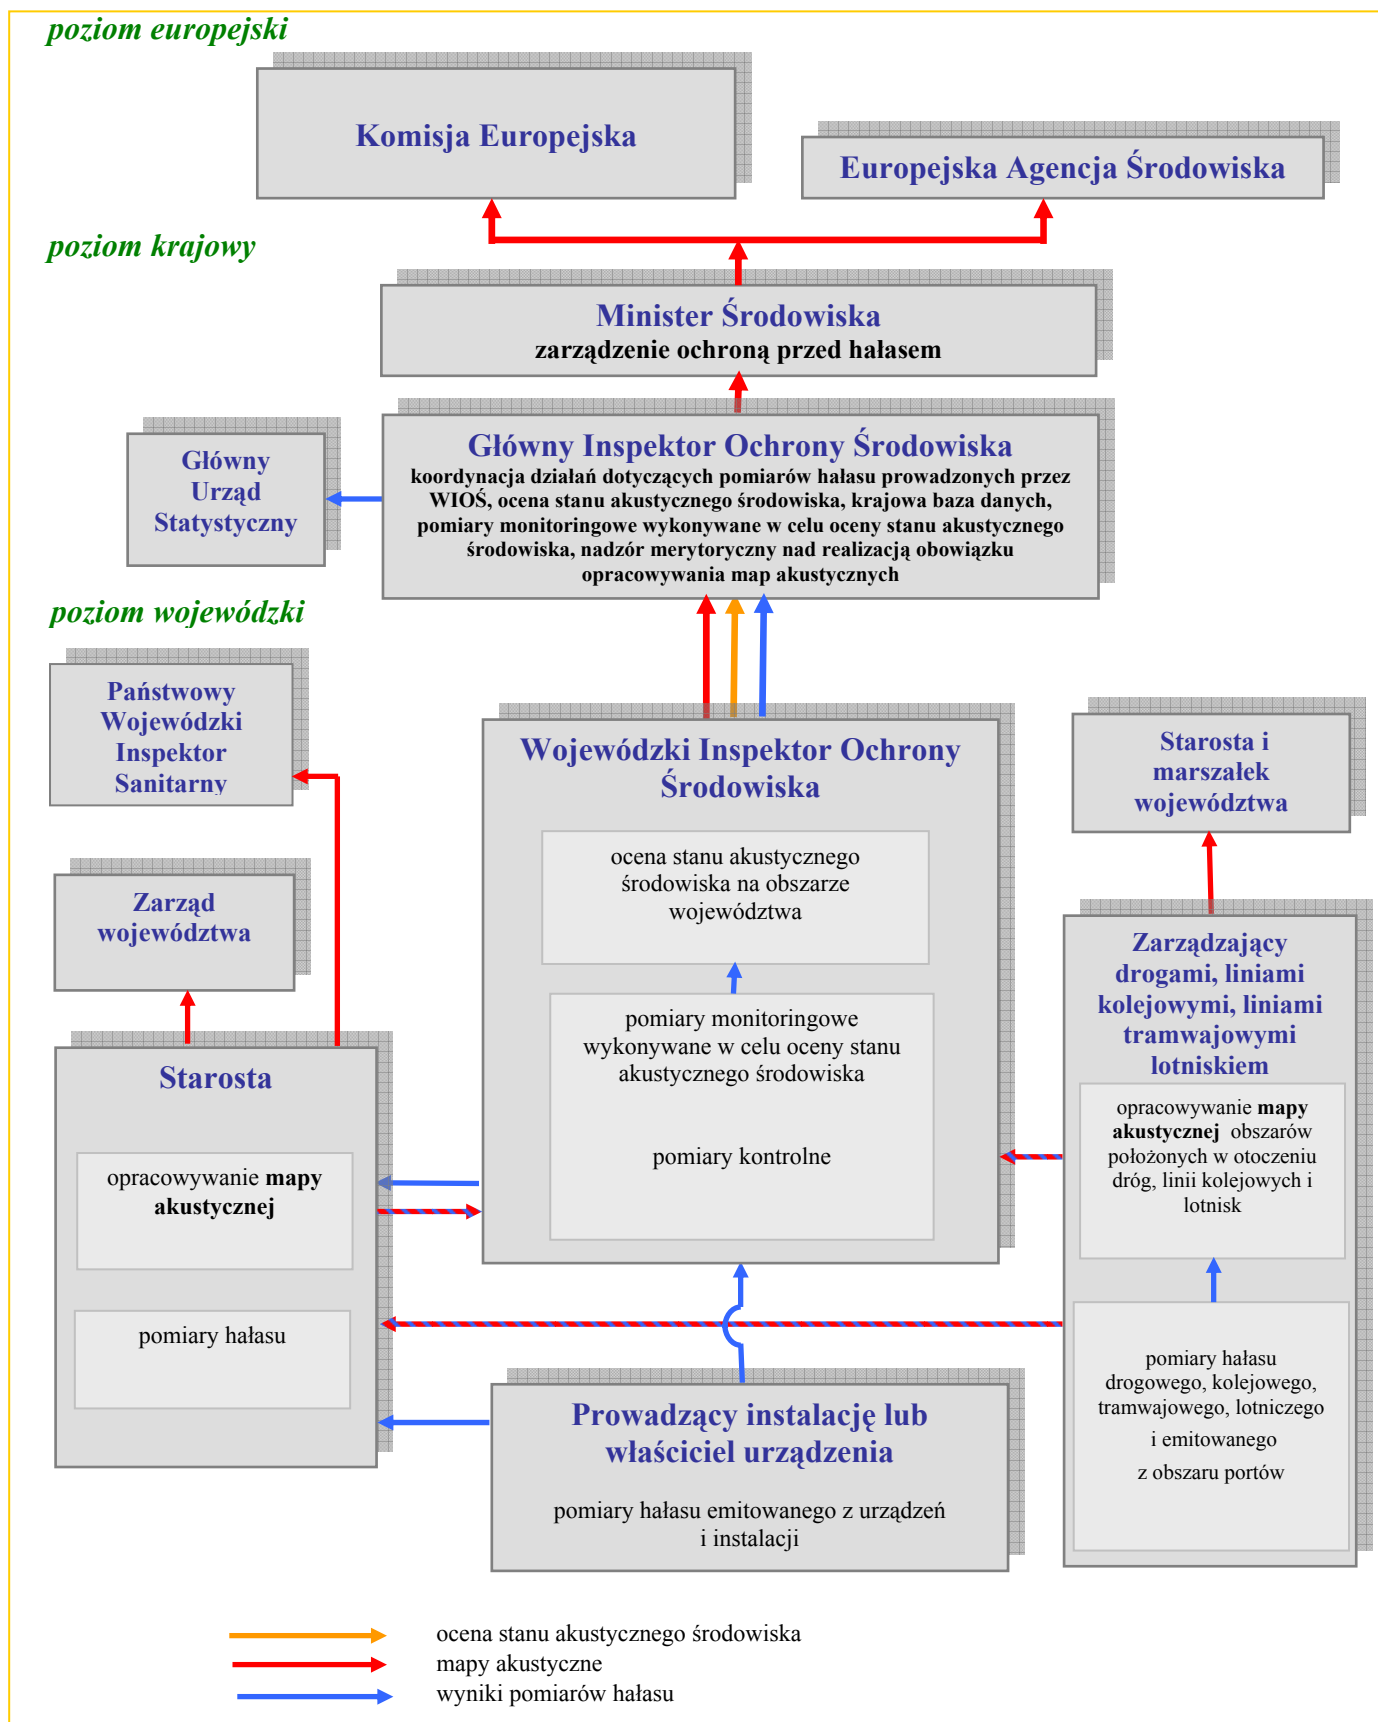 poziom europejski
Komisja Europejska
Europejska Agencja Środowiska
poziom krajowy
Minister Środowiska
zarządzenie ochroną przed hałasem
Główny
Urząd
Statystyczny
Główny Inspektor Ochrony Środowiska
koordynacja działań dotyczących pomiarów hałasu prowadzonych przez
WIOŚ, ocena stanu akustycznego środowiska, krajowa baza danych,
pomiary monitoringowe wykonywane w celu oceny stanu akustycznego
środowiska, nadzór merytoryczny nad realizacją obowiązku
opracowywania map akustycznych
poziom wojewódzki
Państwowy
Wojewódzki
Inspektor
Sanitarny
Zarząd
województwa
Starosta
opracowywanie mapy
akustycznej
pomiary hałasu
Wojewódzki Inspektor Ochrony
Środowiska
ocena stanu akustycznego
środowiska na obszarze
województwa
pomiary monitoringowe
wykonywane w celu oceny stanu
akustycznego środowiska
pomiary kontrolne
Starosta i
marszałek
województwa
Zarządzający
drogami, liniami
kolejowymi, liniami
tramwajowymi
lotniskiem
opracowywanie mapy
akustycznej obszarów
położonych w otoczeniu
dróg, linii kolejowych i
lotnisk
pomiary hałasu
drogowego, kolejowego,
tramwajowego, lotniczego
i emitowanego
z obszaru portów
Prowadzący instalację lub
właściciel urządzenia
pomiary hałasu emitowanego z urządzeń
i instalacji
ocena stanu akustycznego środowiska
mapy akustyczne
wyniki pomiarów hałasu